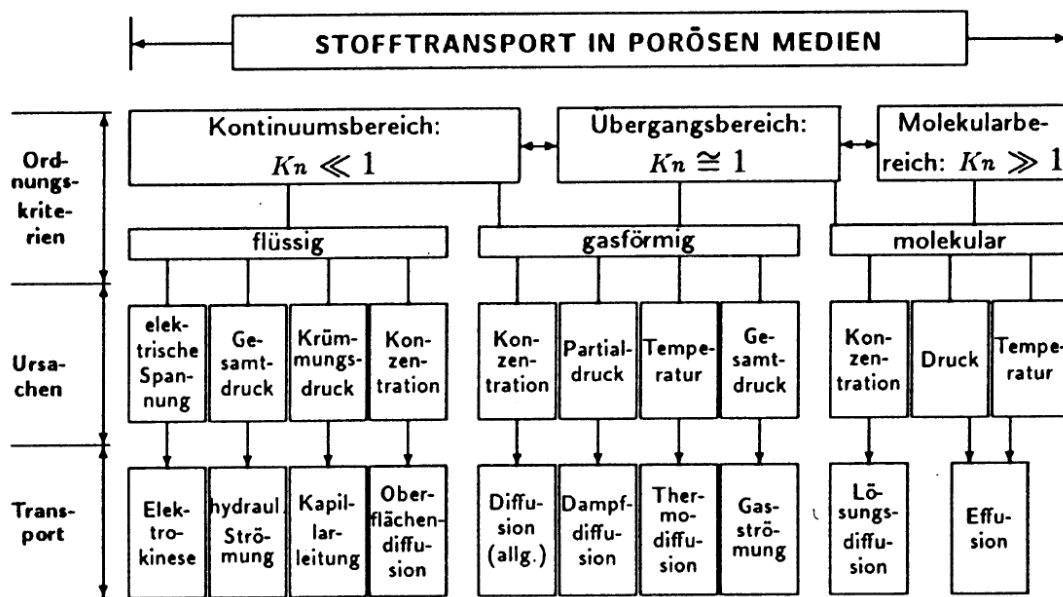 STOFFTRANSPORT IN PORÖSEN MEDIEN
Ord-
nungs-
krite-
rien
Kontinuumsbereich:
Kn ≪ 1
Übergangsbereich:
Kn ≅ 1
Molekularbe-
reich: Kn ≫ 1
flüssig
gasförmig
molekular
Ursa-
chen
elek-
trische
Span-
nung
Ge-
samt-
druck
Krüm-
mungs-
druck
Kon-
zen-
tration
Kon-
zen-
tration
Partial-
druck
Tempe-
ratur
Ge-
samt-
druck
Kon-
zen-
tration
Druck
Tempe-
ratur
Trans-
port
Elek-
tro-
kinese
hydraul.
Strö-
mung
Kapil-
lar-
leitung
Ober-
flächen-
diffu-
sion
Diffu-
sion
(allg.)
Dampf-
diffu-
sion
Ther-
mo-
diffu-
sion
Gas-
strö-
mung
Lö-
sungs-
diffu-
sion
Effu-
sion